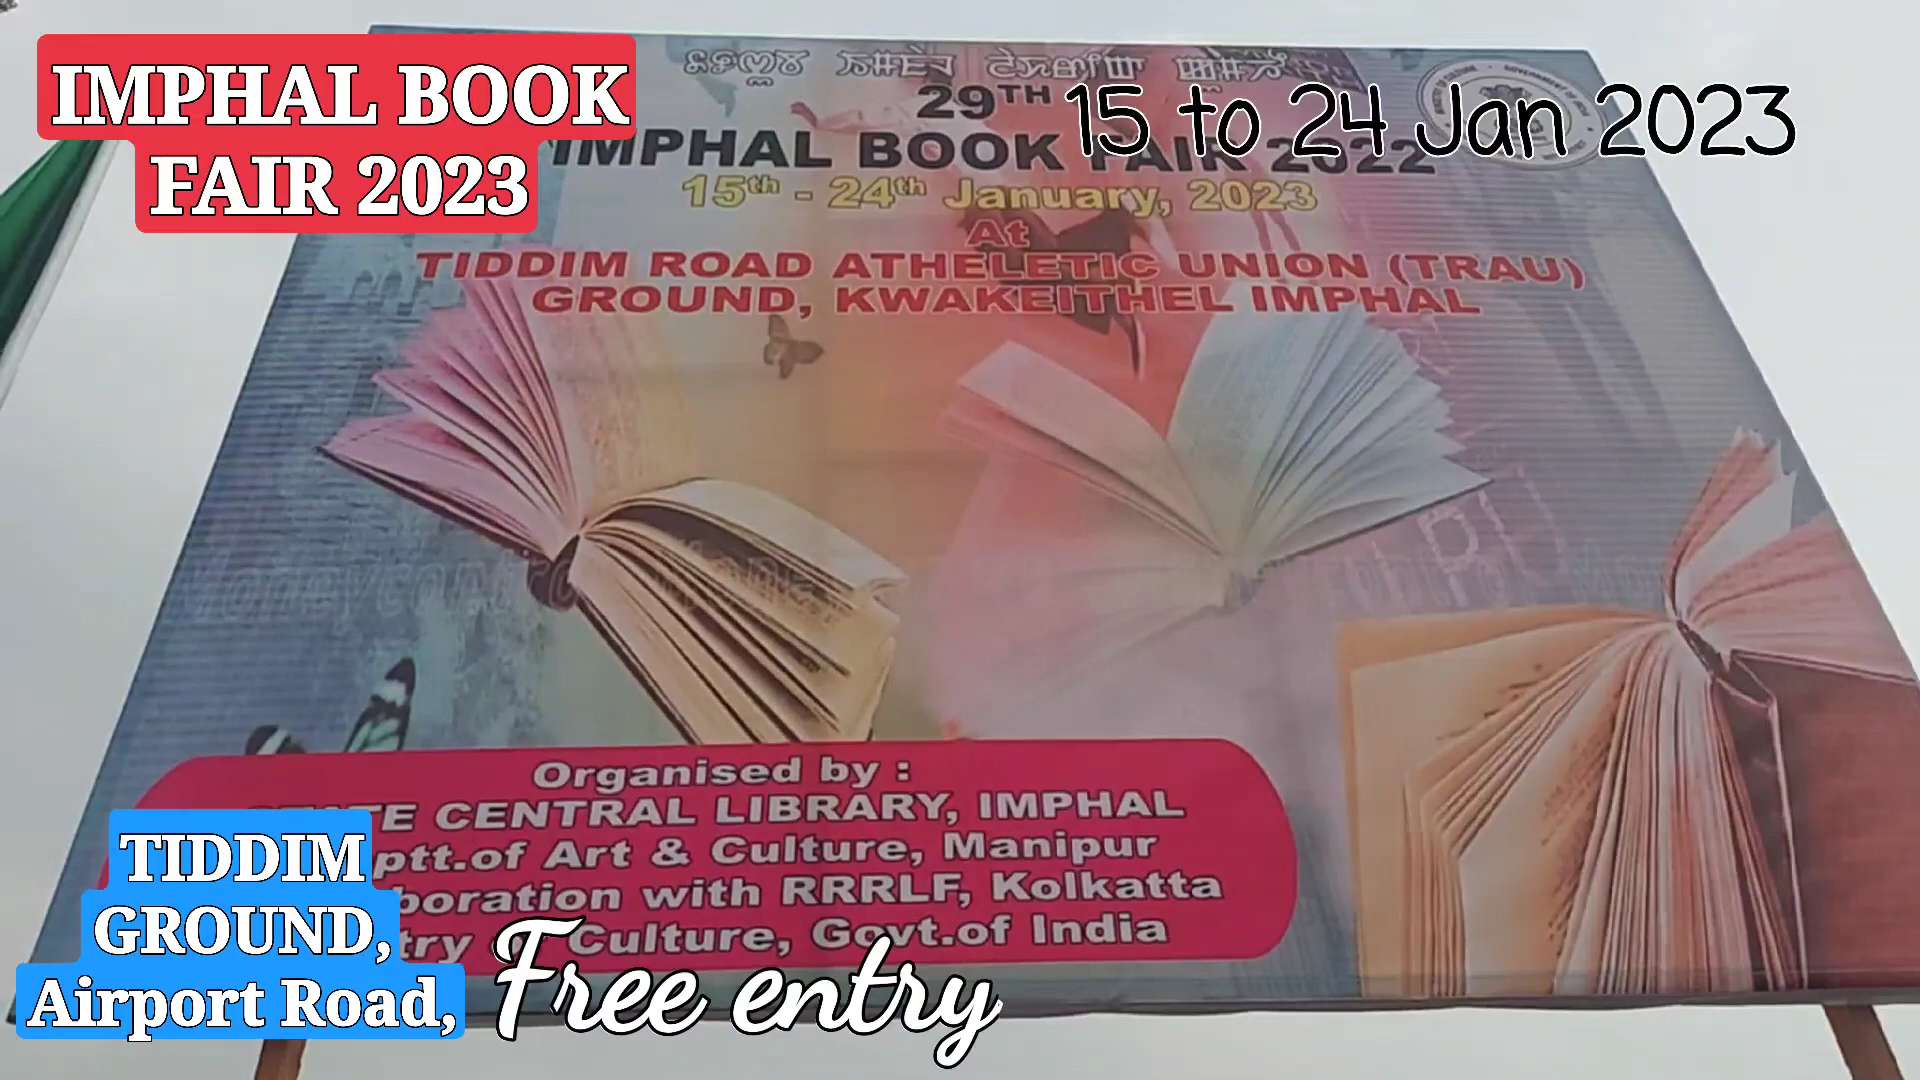 IMPHAL BOOK
FAIR 2023
15 to 24 Jan 2023
29TH
IMPHAL BOOK FAIR 2022
15th - 24th January, 2023
At
TIDDIM ROAD ATHELETIC UNION (TRAU)
GROUND, KWAKEITHEL IMPHAL
Organised by :
CENTRAL LIBRARY, IMPHAL
of Art & Culture, Manipur
with RRRLF, Kolkatta
Culture, Govt.of India
TIDDIM
GROUND,
Airport Road,
Free entry